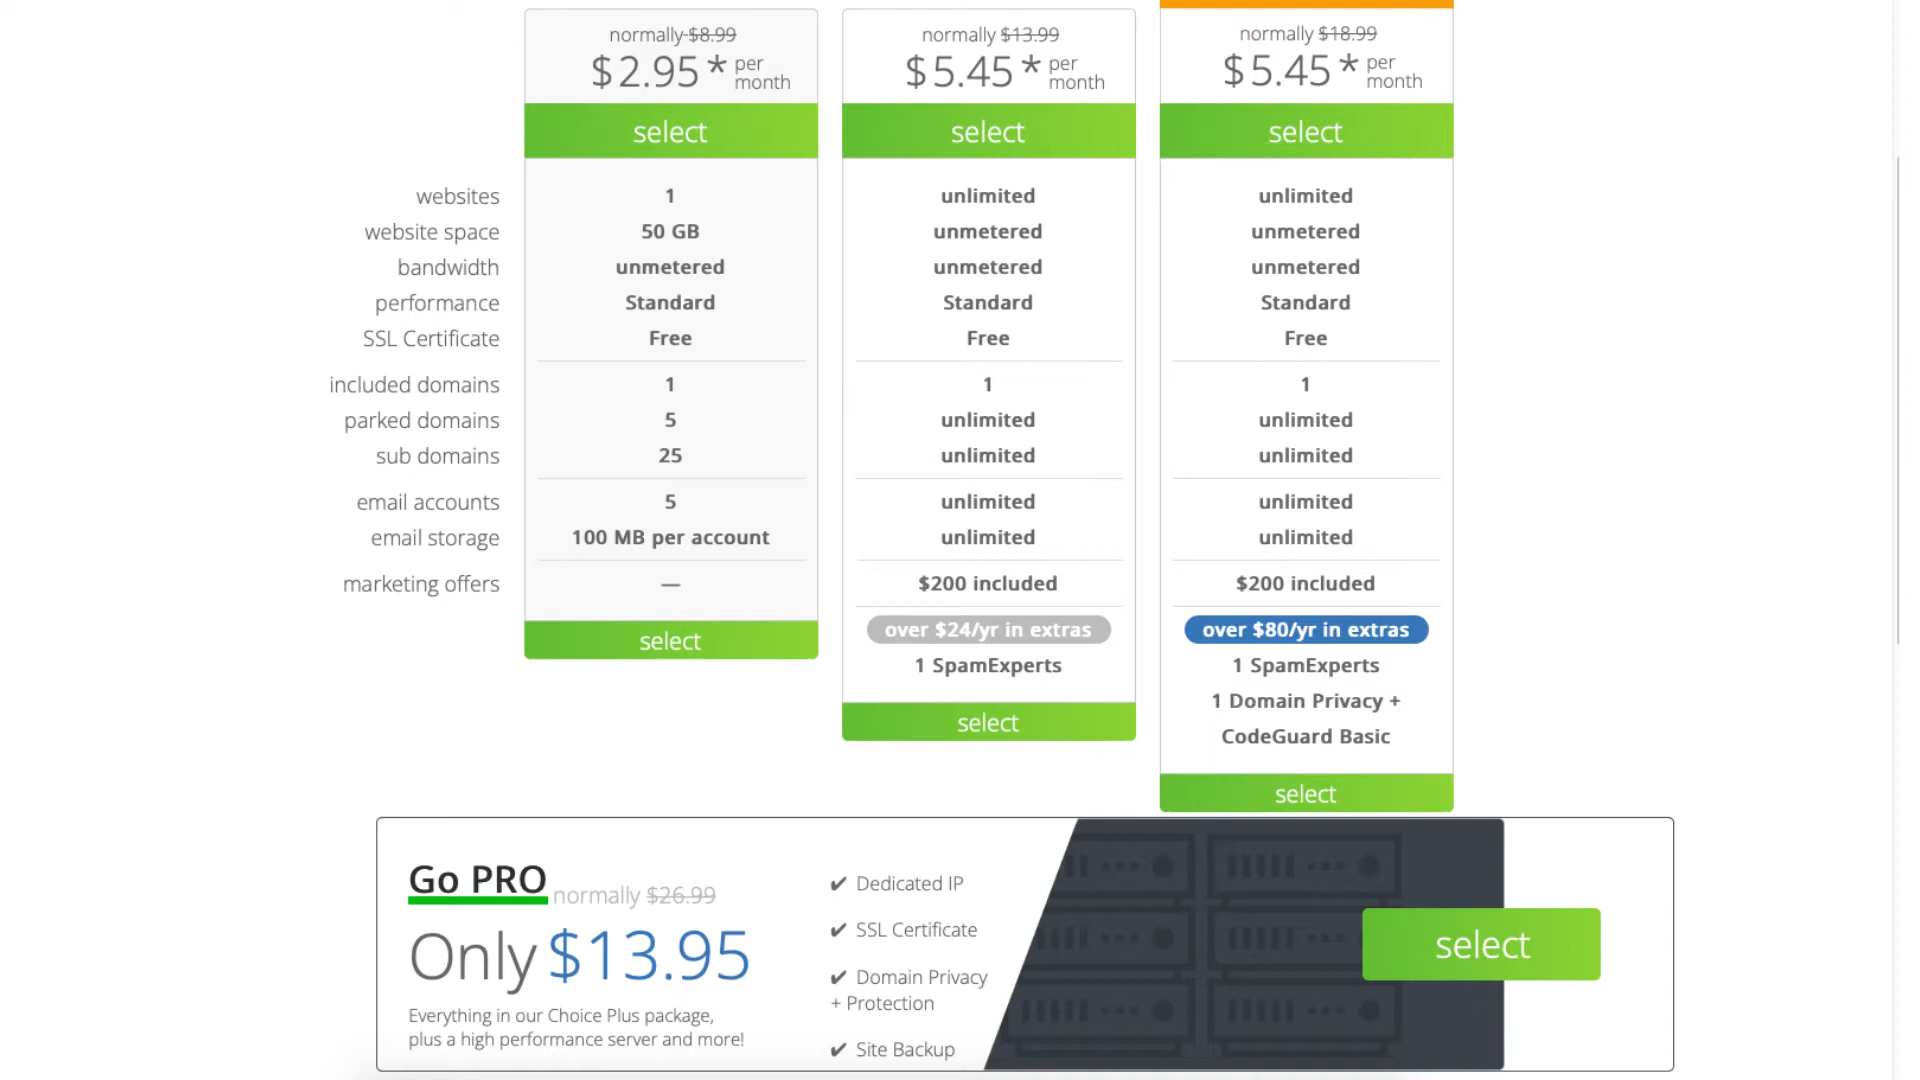 normally $8.99
$2.95* per month
normally $13.99
$5.45* per month
normally $18.99
$5.45* per month
select select select
websites 1 unlimited unlimited
website space 50 GB unmetered unmetered
bandwidth unmetered unmetered unmetered
performance Standard Standard Standard
SSL Certificate Free Free Free
included domains 1 1 1
parked domains 5 unlimited unlimited
sub domains 25 unlimited unlimited
email accounts 5 unlimited unlimited
email storage 100 MB per account unlimited unlimited
marketing offers — $200 included $200 included
select
over $24/yr in extras
1 SpamExperts
select
over $80/yr in extras
1 SpamExperts
1 Domain Privacy +
CodeGuard Basic
select
Go PRO normally $26.99
Only $13.95
Everything in our Choice Plus package,
plus a high performance server and more!
✔ Dedicated IP
✔ SSL Certificate
✔ Domain Privacy
+ Protection
✔ Site Backup
select